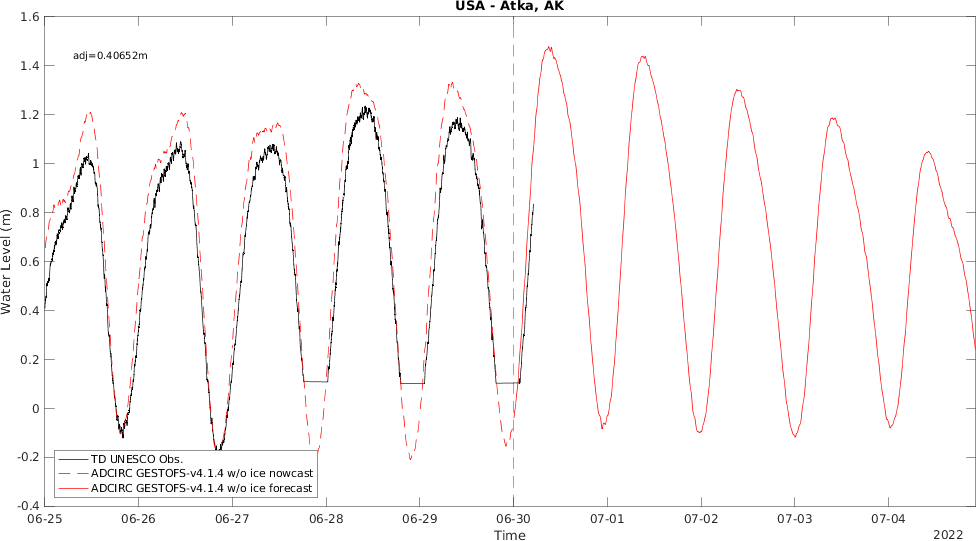 USA - Atka, AK
1.6
1.4
1.2
1
0.8
0.6
0.4
0.2
0
-0.2
-0.4
Water Level (m)
adj=0.40652m
TD UNESCO Obs.
ADCIRC GESTOFS-v4.1.4 w/o ice nowcast
ADCIRC GESTOFS-v4.1.4 w/o ice forecast
06-25 06-26 06-27 06-28 06-29 06-30 07-01 07-02 07-03 07-04
Time
2022